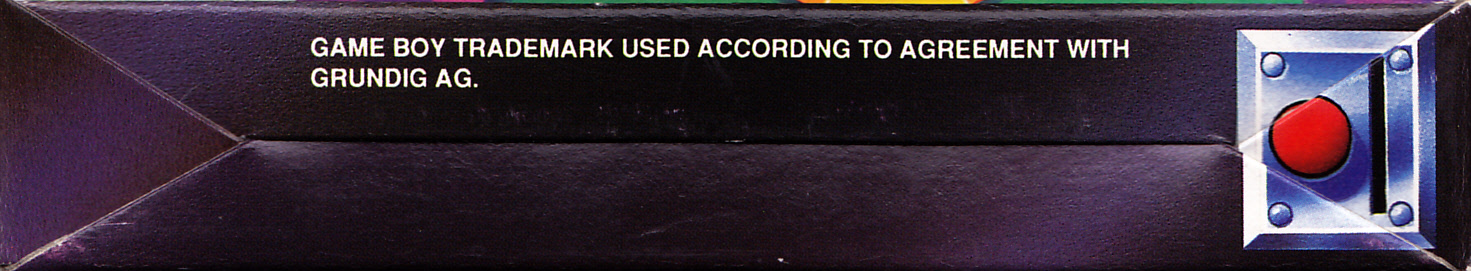 GAME BOY TRADEMARK USED ACCORDING TO AGREEMENT WITH
GRUNDIG AG.